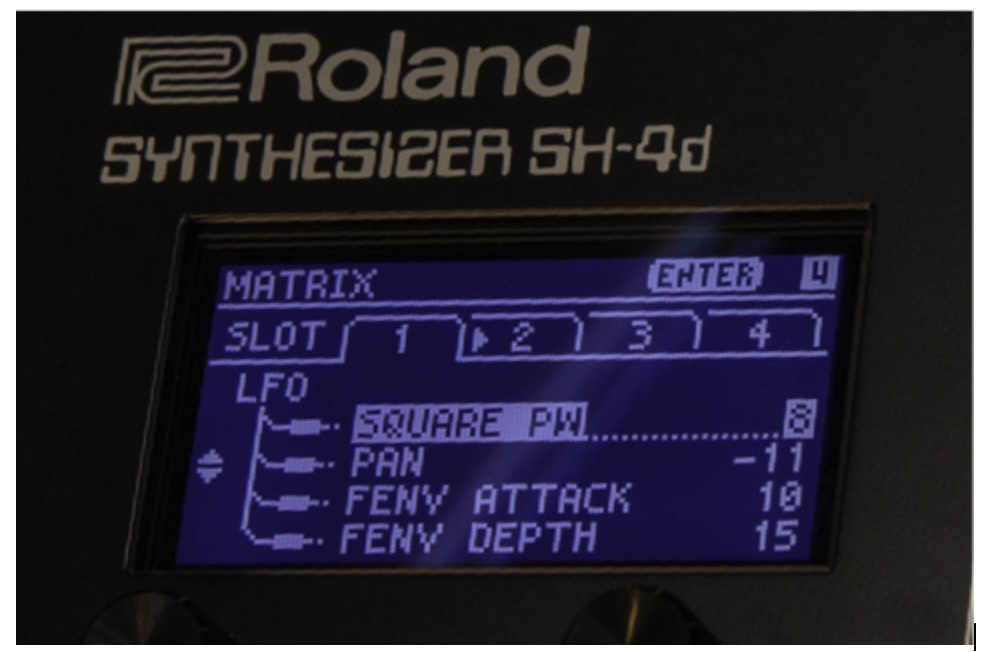 Roland
SYNTHESIZER SH-4d
MATRIX ENTER 4
SLOT 1 2 3 4
LFO
SQUARE PW 8
PAN -11
FENV ATTACK 10
FENV DEPTH 15